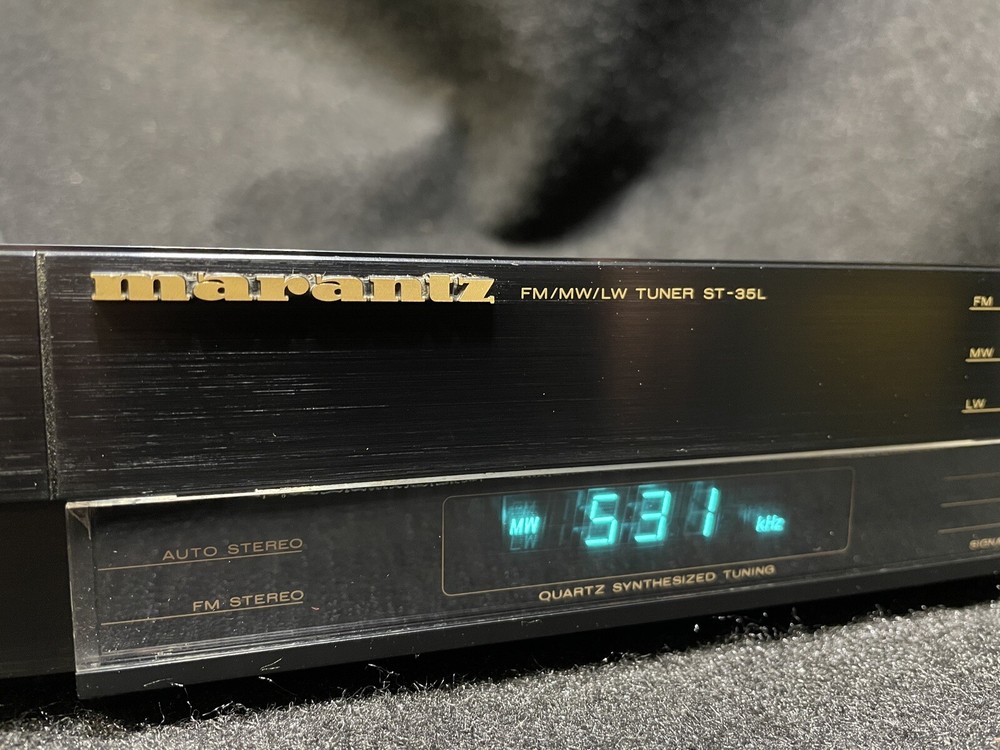 marantz FM/MW/LW TUNER ST-35L
FM
MW
LW
MW 531 kHz
LW
AUTO STEREO
FM STEREO
QUARTZ SYNTHESIZED TUNING